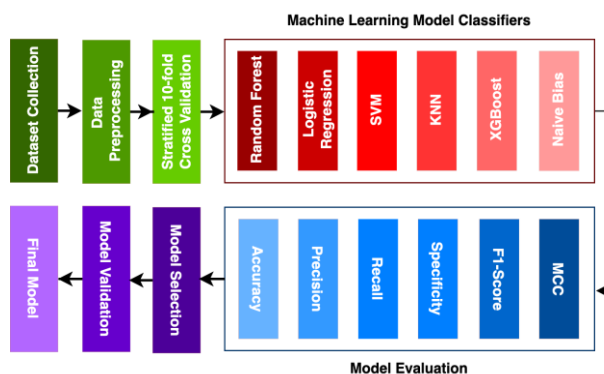 Machine Learning Model Classifiers
Dataset Collection
Data
Preprocessing
Stratified 10-fold
Cross Validation
Random Forest
Logistic
Regression
SVM
KNN
XGBoost
Naive BIas
Final Model
Model Validation
Model Selection
Accuracy
Precision
Recall
Specificity
F1-Score
MCC
Model Evaluation